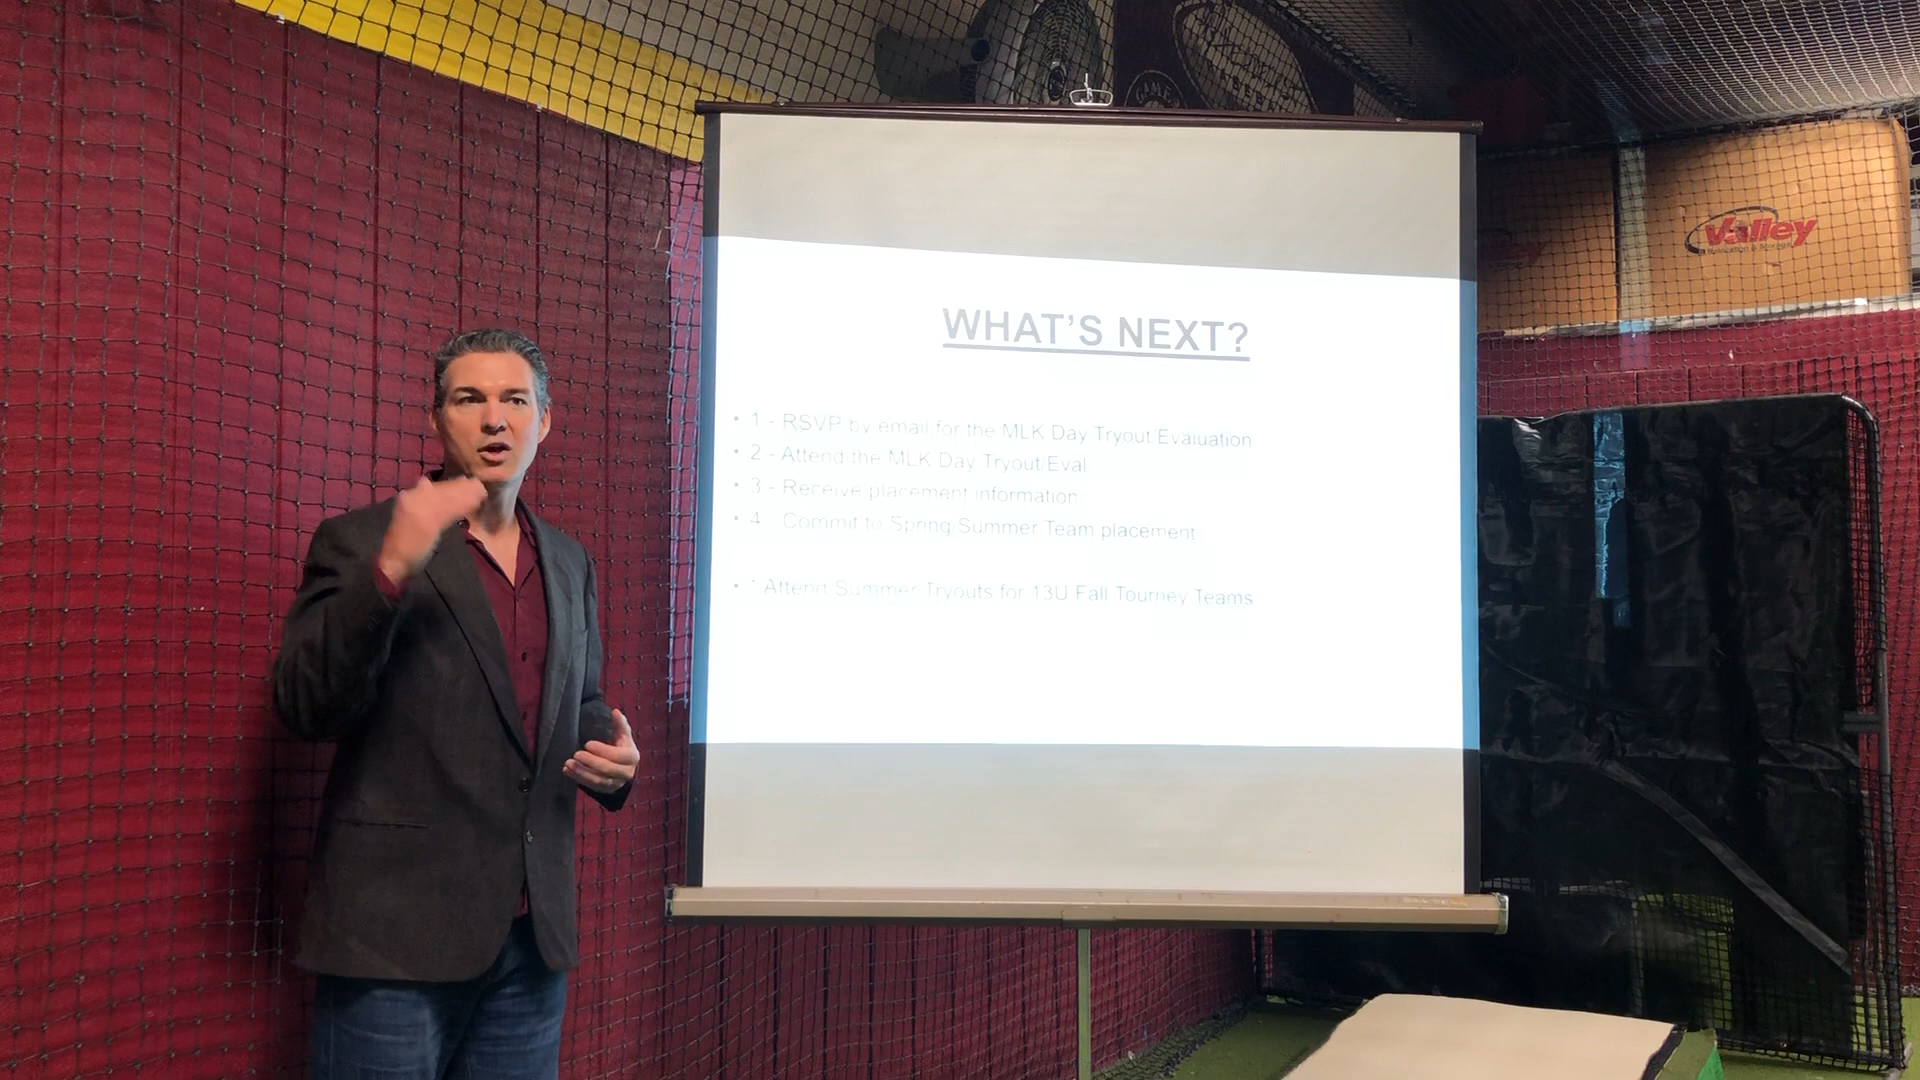 GAMES
Valley
WHAT'S NEXT?
• 1 - RSVP by email for the MLK Day Tryout/Evaluation
• 2 - Attend the MLK Day Tryout/Eval
• 3 - Receive placement information
• 4 - Commit to Spring/Summer Team placement
• * Attend Summer Tryouts for 13U Fall Tourney Teams